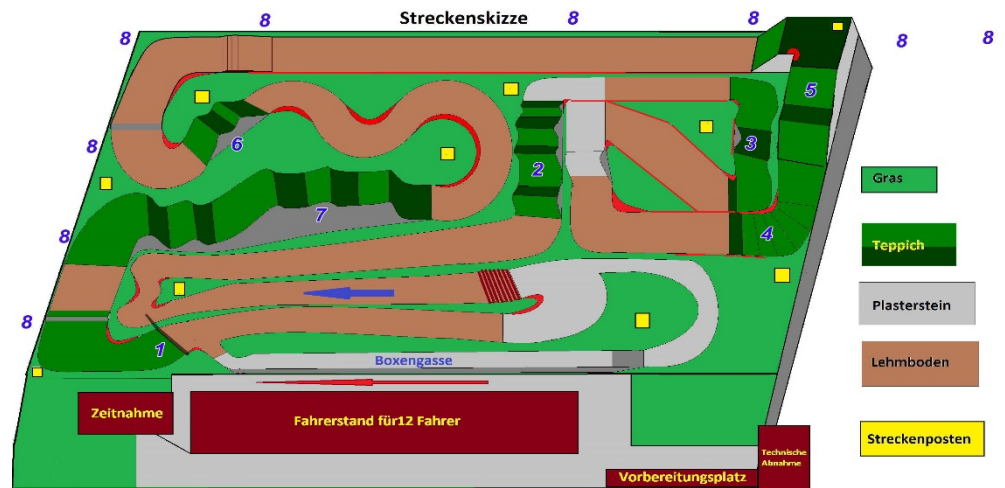 Streckenskizze
8
8
8
8
8
8
8
8
8
8
5
6
3
2
7
4
1
Gras
Teppich
Plasterstein
Lehmboden
Streckenposten
Boxengasse
Zeitnahme
Fahrerstand für12 Fahrer
Technische
Abnahme
Vorbereitungsplatz